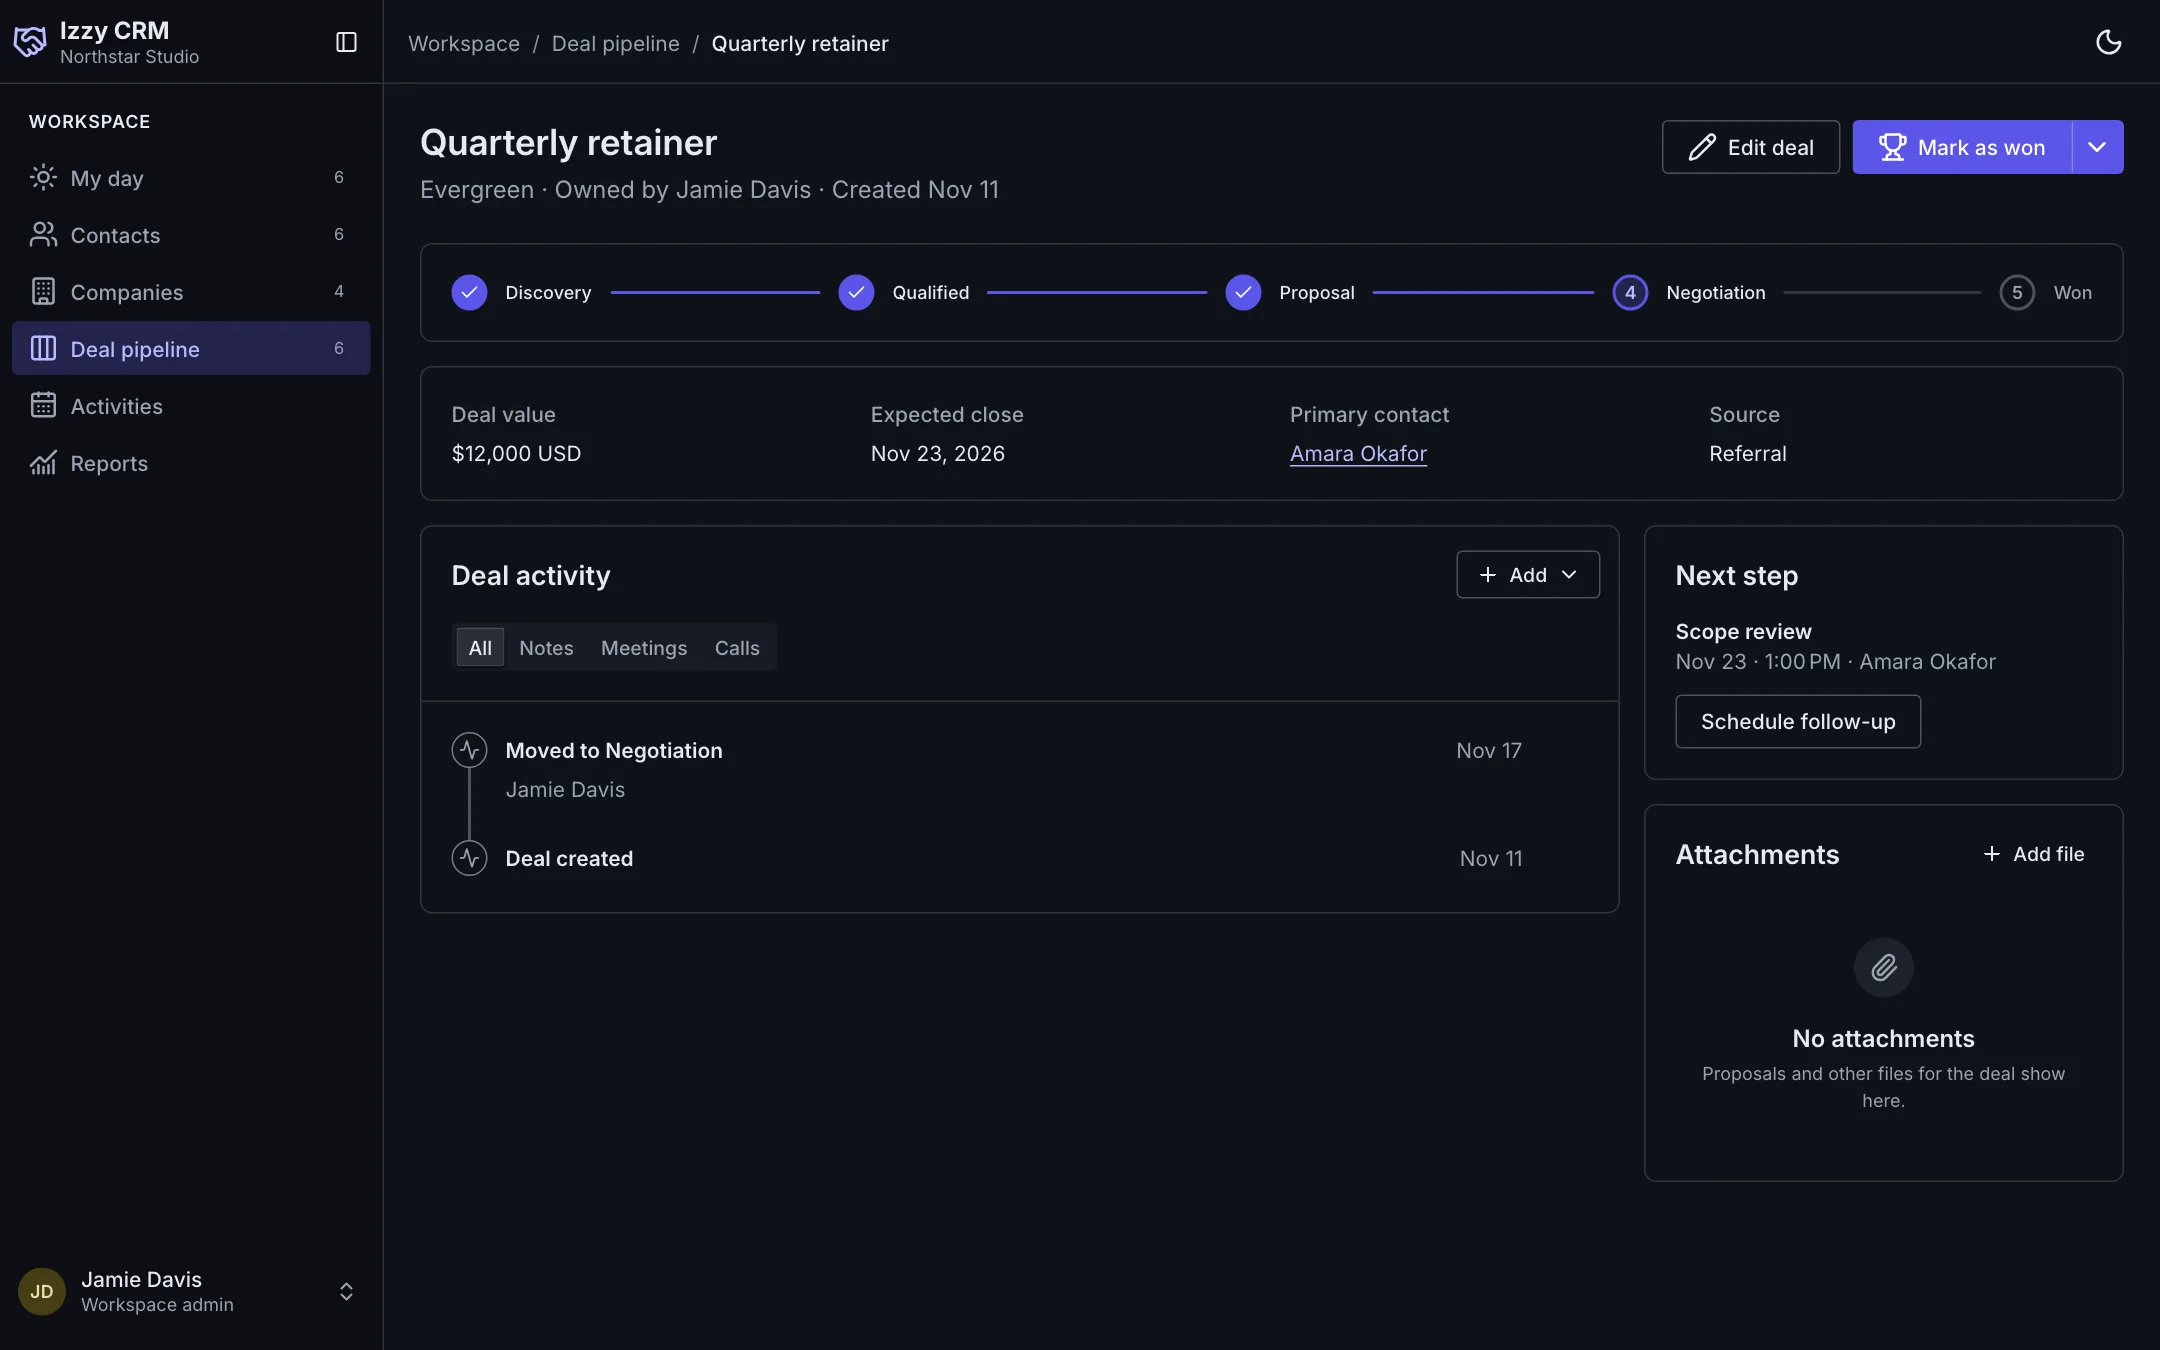 Izzy CRM
Northstar Studio
WORKSPACE
My day 6
Contacts 6
Companies 4
Deal pipeline 6
Activities
Reports
JD
Jamie Davis
Workspace admin
Workspace / Deal pipeline / Quarterly retainer
Quarterly retainer
Evergreen · Owned by Jamie Davis · Created Nov 11
Edit deal
Mark as won
Discovery
Qualified
Proposal
4 Negotiation
5 Won
Deal value
$12,000 USD
Expected close
Nov 23, 2026
Primary contact
Amara Okafor
Source
Referral
Deal activity
Add
All Notes Meetings Calls
Moved to Negotiation Nov 17
Jamie Davis
Deal created Nov 11
Next step
Scope review
Nov 23 · 1:00 PM · Amara Okafor
Schedule follow-up
Attachments
Add file
No attachments
Proposals and other files for the deal show
here.